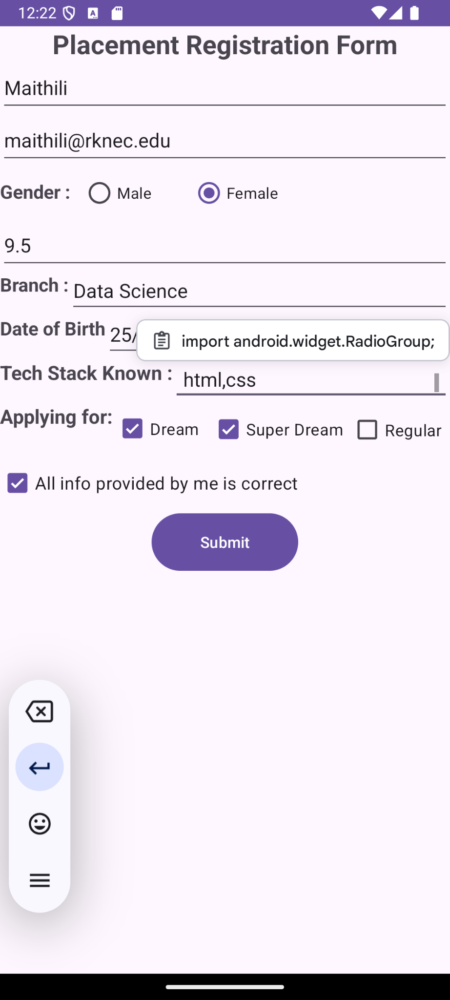 12:22
Placement Registration Form
Maithili
maithili@rknec.edu
Gender : Male Female
9.5
Branch : Data Science
Date of Birth 25/
import android.widget.RadioGroup;
Tech Stack Known : html,css
Applying for: Dream Super Dream Regular
All info provided by me is correct
Submit